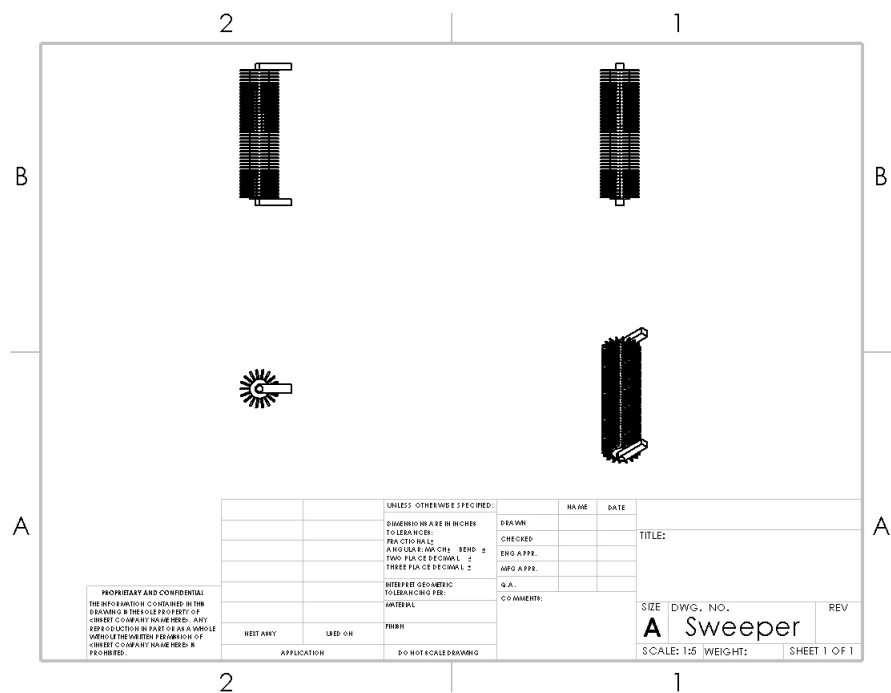 2
1
B
B
A
A
UNLESS OTHERWISE SPECIFIED:
NAME
DATE
DIMENSIONS ARE IN INCHES
TOLERANCES:
FRACTIONAL±
ANGULAR: MACH± BEND ±
TWO PLACE DECIMAL ±
THREE PLACE DECIMAL ±
DRAWN
CHECKED
ENG APPR.
MFG APPR.
TITLE:
INTERPRET GEOMETRIC
TOLERANCING PER:
Q.A.
COMMENTS:
MATERIAL
FINISH
PROPRIETARY AND CONFIDENTIAL
THE INFORMATION CONTAINED IN THIS
DRAWING IS THE SOLE PROPERTY OF
<INSERT COMPANY NAME HERE>. ANY
REPRODUCTION IN PART OR AS A WHOLE
WITHOUT THE WRITTEN PERMISSION OF
<INSERT COMPANY NAME HERE> IS
PROHIBITED.
NEXT ASSY
USED ON
APPLICATION
DO NOT SCALE DRAWING
SIZE
DWG. NO.
REV
A
Sweeper
SCALE: 1:5
WEIGHT:
SHEET 1 OF 1
2
1